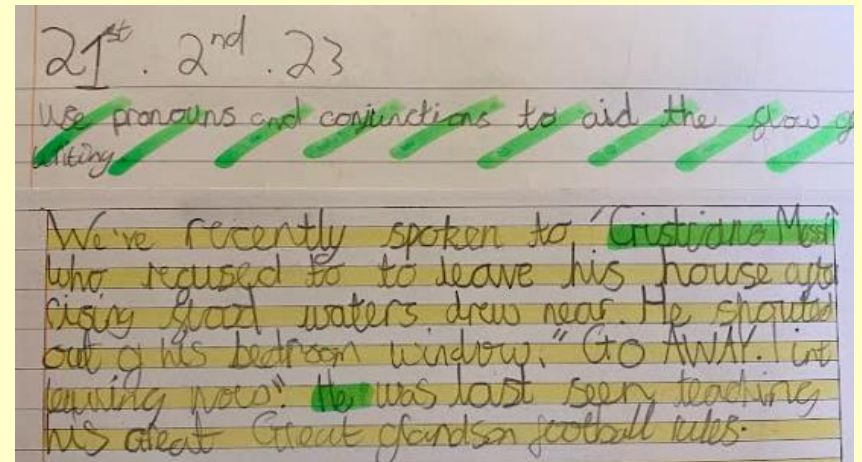 21st. 2nd. 23
Use pronouns and conjunctions to aid the flow of
writing.
We've recently spoken to "Cristiano Messi"
who refused to to leave his house after
rising flood waters drew near. He shouted
out of his bedroom window," GO AWAY. I int
leaving now". He was last seen teaching
his Great Great grandson football rules.